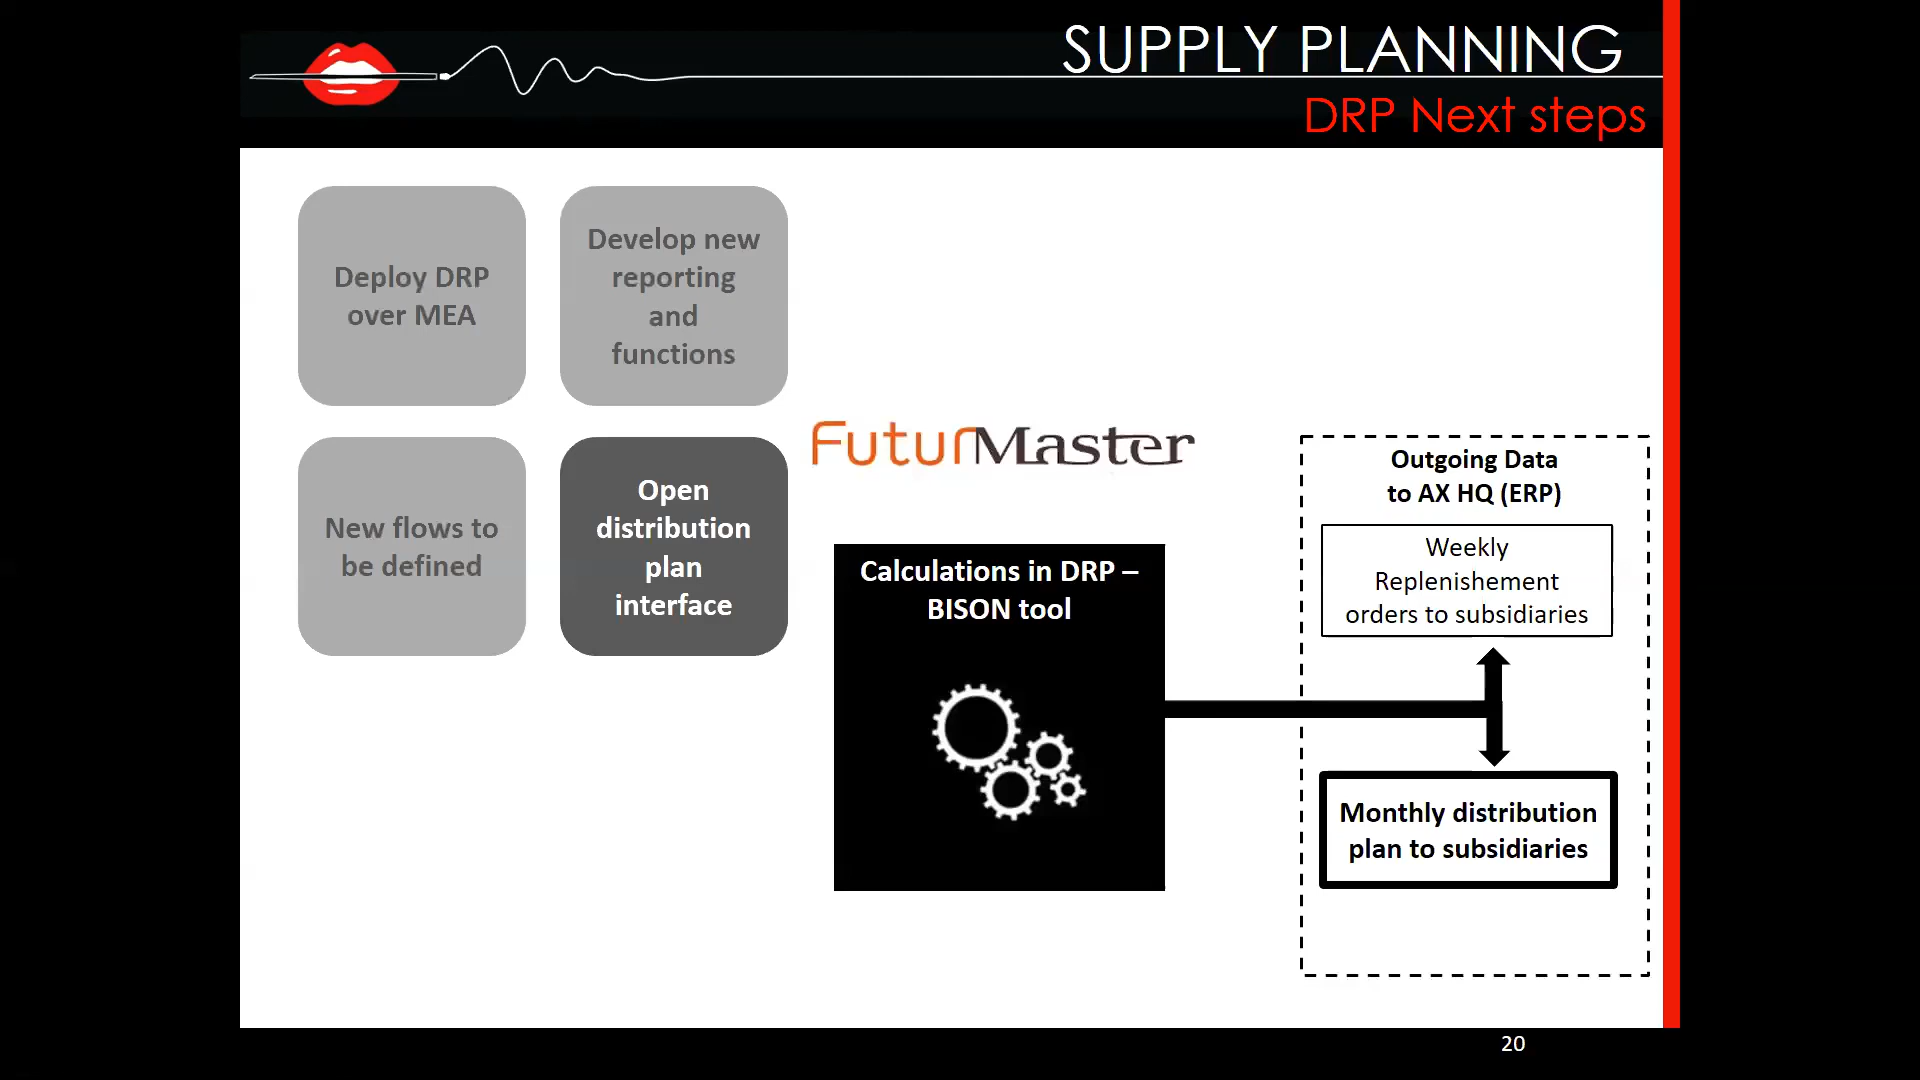 SUPPLY PLANNING
DRP Next steps
Deploy DRP
over MEA
Develop new
reporting
and
functions
New flows to
be defined
Open
distribution
plan
interface
FuturMaster
Calculations in DRP –
BISON tool
Outgoing Data
to AX HQ (ERP)
Weekly
Replenishement
orders to subsidiaries
Monthly distribution
plan to subsidiaries
20